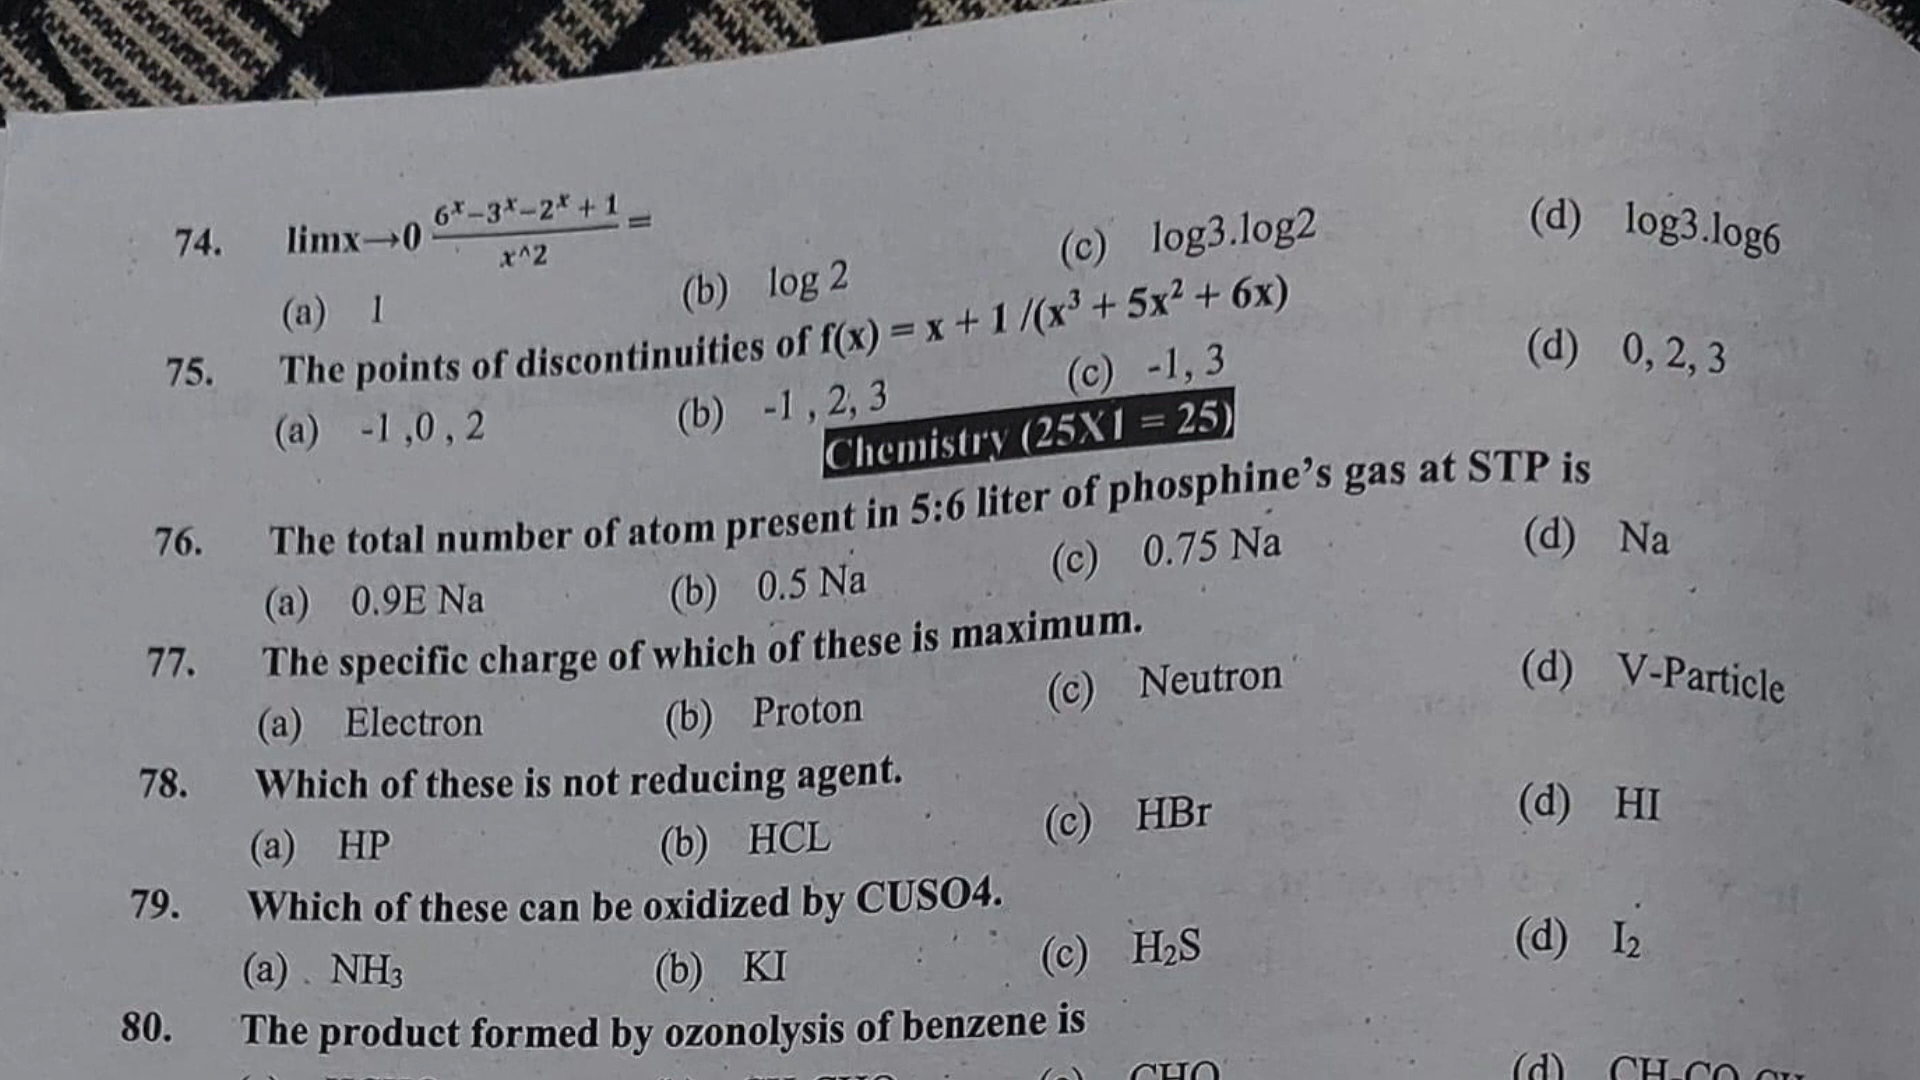 74. limx→0 6ˣ-3ˣ-2ˣ+1 / x^2 =
(a) 1 (b) log 2 (c) log3.log2 (d) log3.log6
75. The points of discontinuities of f(x) = x + 1 /(x³ + 5x² + 6x)
(a) -1 ,0 , 2 (b) -1 , 2, 3 (c) -1, 3 (d) 0, 2, 3
Chemistry (25X1 = 25)
76. The total number of atom present in 5:6 liter of phosphine's gas at STP is
(a) 0.9E Na (b) 0.5 Na (c) 0.75 Na (d) Na
77. The specific charge of which of these is maximum.
(a) Electron (b) Proton (c) Neutron (d) V-Particle
78. Which of these is not reducing agent.
(a) HP (b) HCL (c) HBr (d) HI
79. Which of these can be oxidized by CUSO4.
(a) NH₃ (b) KI (c) H₂S (d) I₂
80. The product formed by ozonolysis of benzene is
(c) CHO (d)